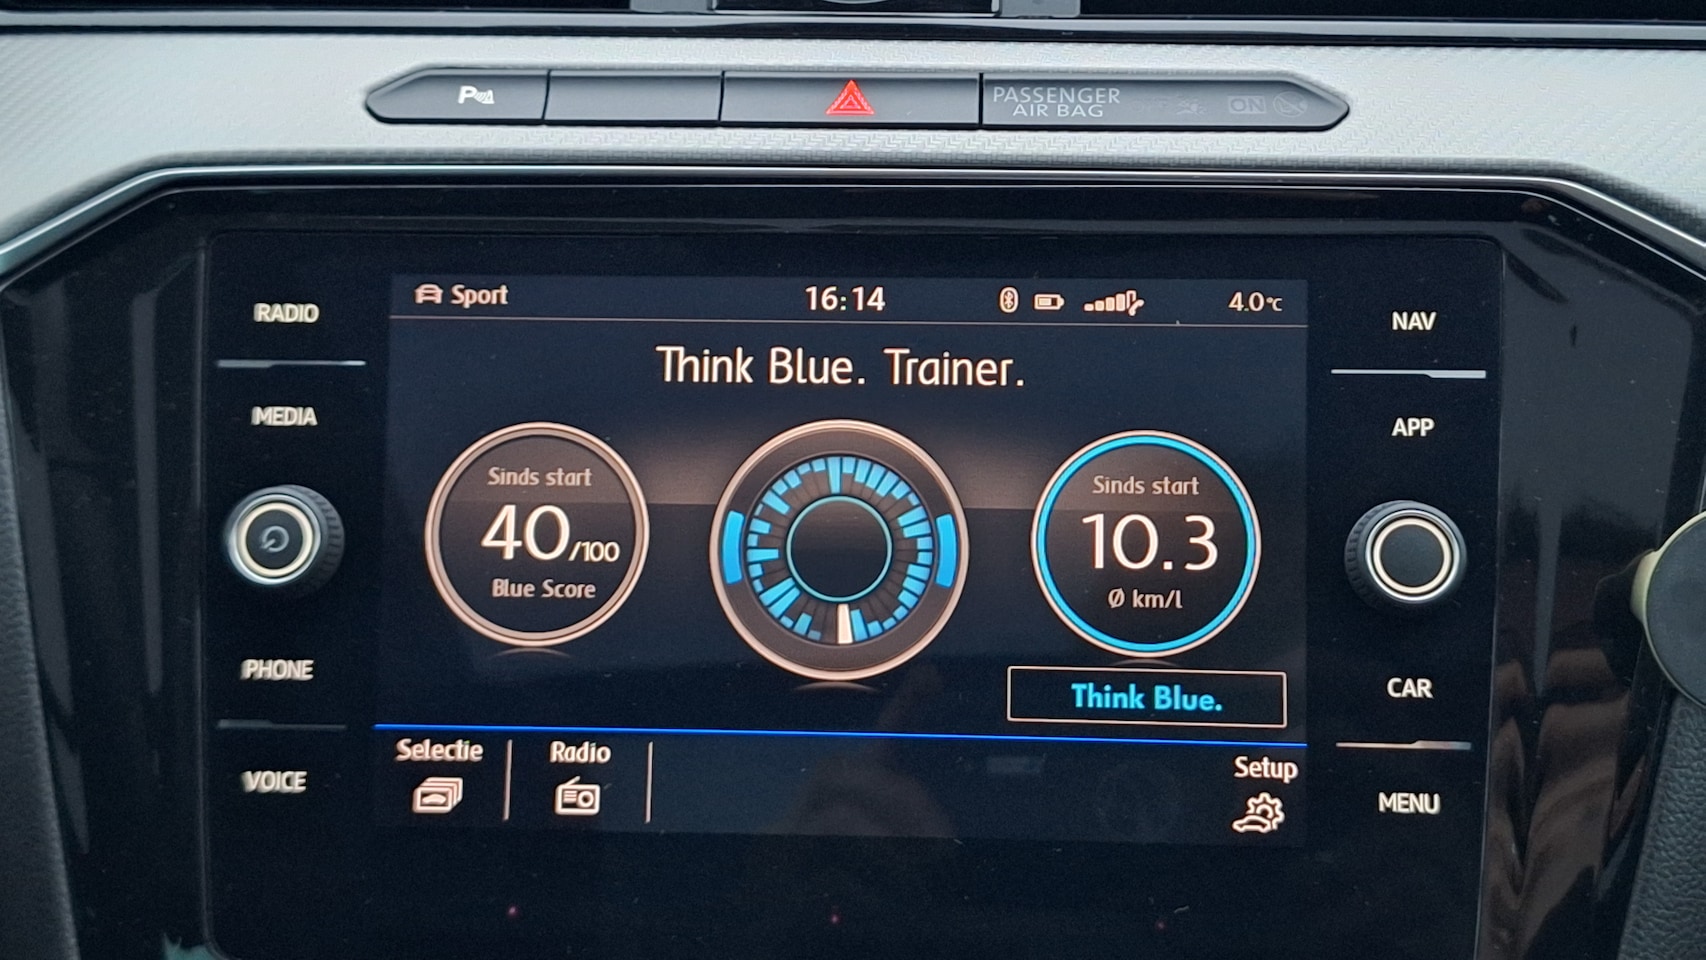 P
PASSENGER
AIR BAG
ON
RADIO
MEDIA
PHONE
VOICE
Sport
16:14
4.0°C
Think Blue. Trainer.
Sinds start
40/100
Blue Score
Sinds start
10.3
Ø km/l
Think Blue.
Selectie
Radio
Setup
NAV
APP
CAR
MENU